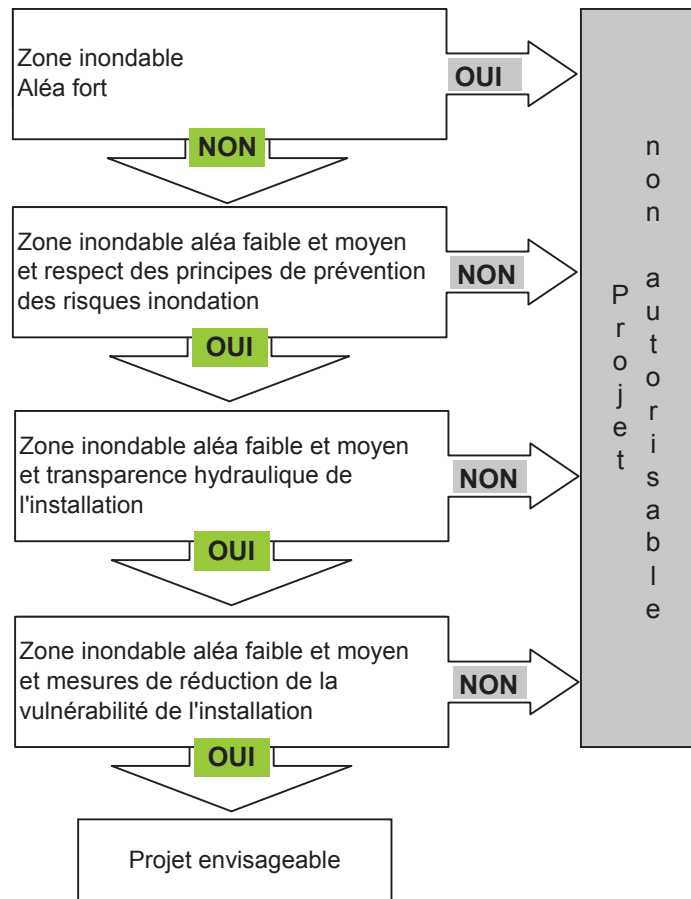 Zone inondable
Aléa fort
OUI
NON
Zone inondable aléa faible et moyen
et respect des principes de prévention
des risques inondation
NON
OUI
Zone inondable aléa faible et moyen
et transparence hydraulique de
l'installation
NON
OUI
Zone inondable aléa faible et moyen
et mesures de réduction de la
vulnérabilité de l'installation
NON
OUI
Projet envisageable
Projet
non autorisable